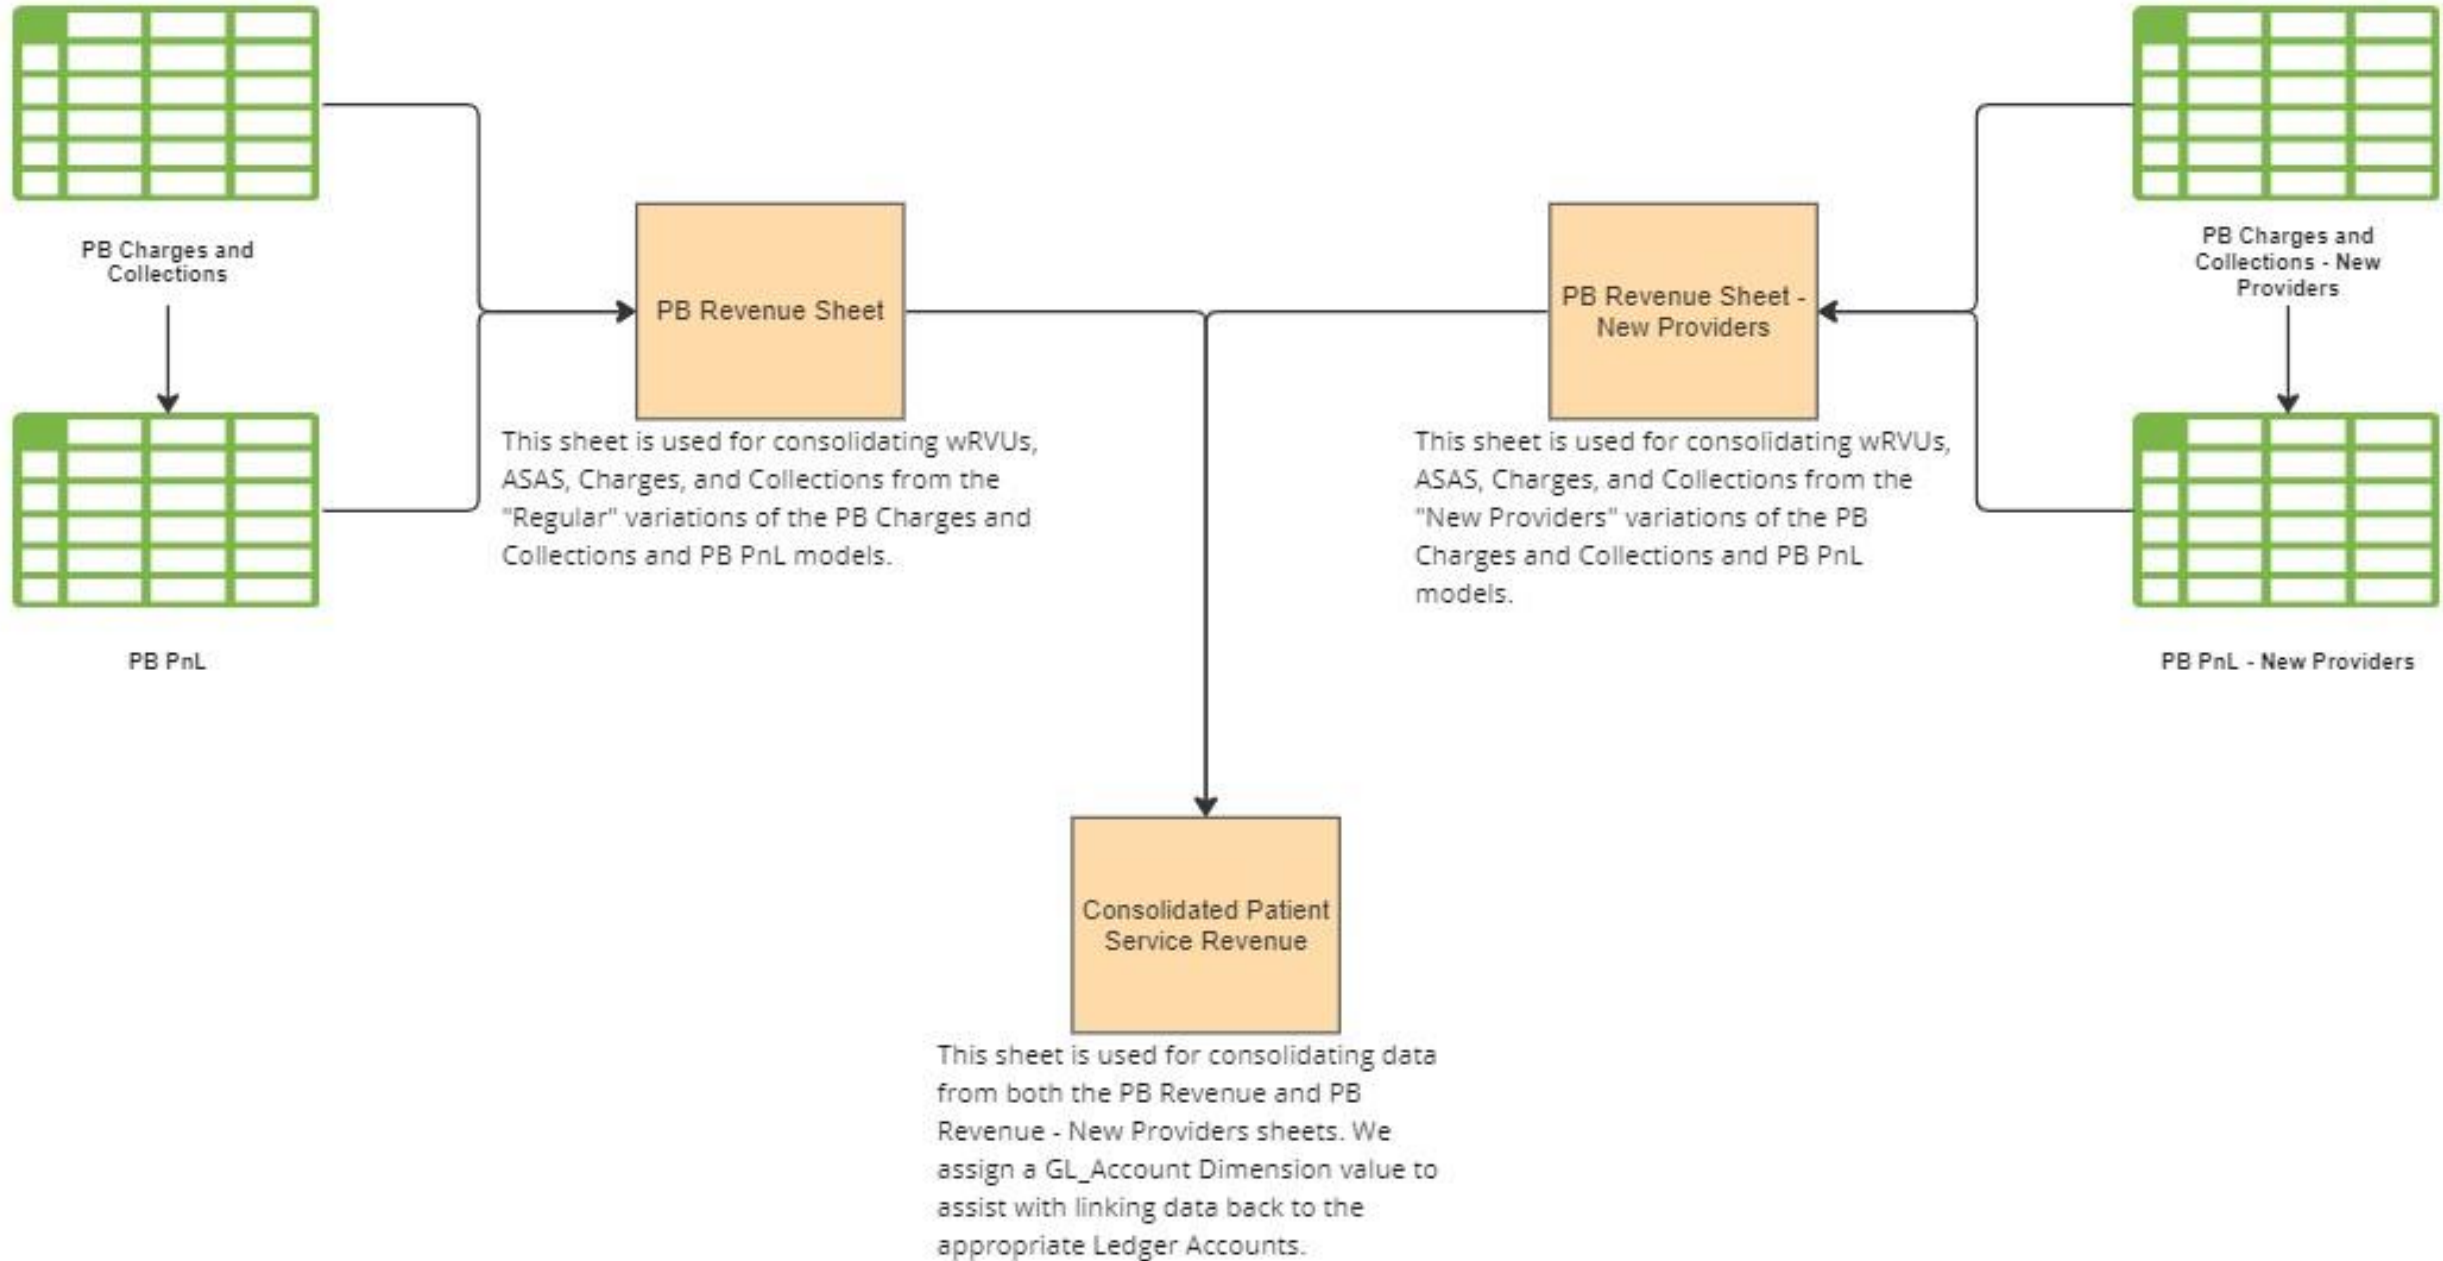 PB Charges and
Collections
PB PnL
PB Revenue Sheet
This sheet is used for consolidating wRVUs,
ASAS, Charges, and Collections from the
"Regular" variations of the PB Charges and
Collections and PB PnL models.
PB Revenue Sheet -
New Providers
This sheet is used for consolidating wRVUs,
ASAS, Charges, and Collections from the
"New Providers" variations of the PB
Charges and Collections and PB PnL
models.
PB Charges and
Collections - New
Providers
PB PnL - New Providers
Consolidated Patient
Service Revenue
This sheet is used for consolidating data
from both the PB Revenue and PB
Revenue - New Providers sheets. We
assign a GL_Account Dimension value to
assist with linking data back to the
appropriate Ledger Accounts.